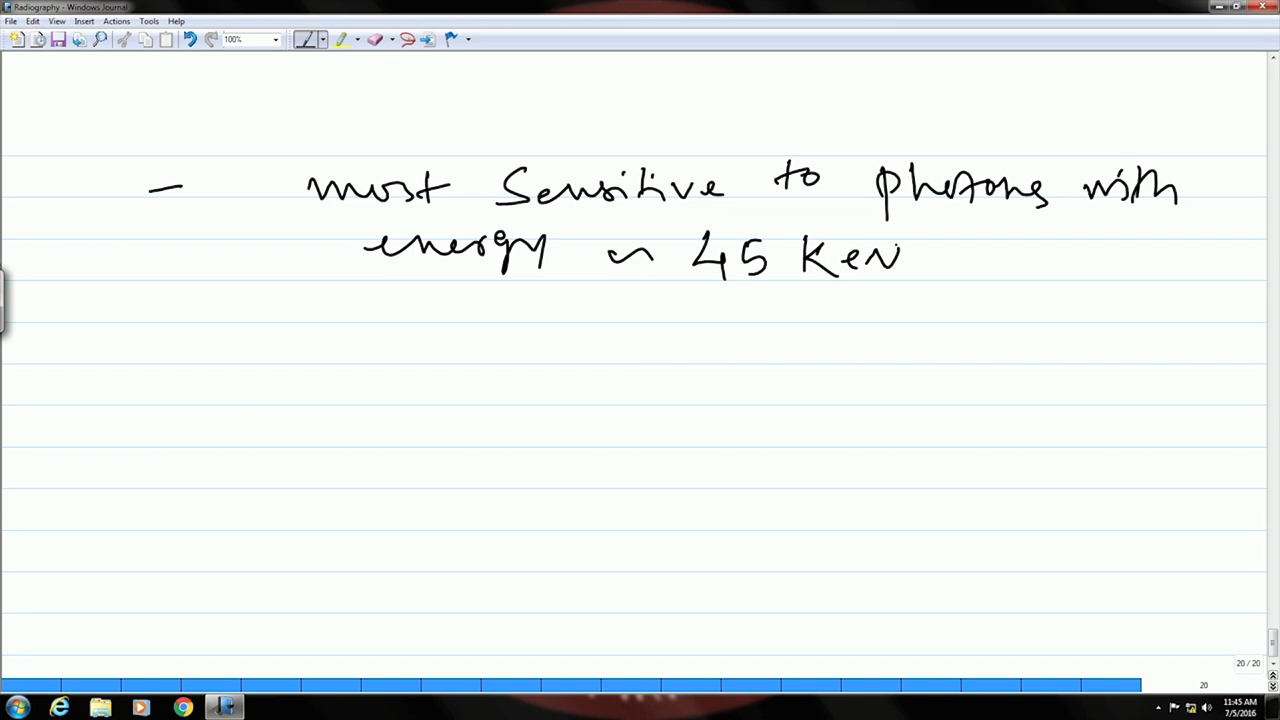 Radiography - Windows Journal
File Edit View Insert Actions Tools Help
100%
– most Sensitive to photons with
energy ~ 45 Kev
20 / 20
20
11:45 AM
7/5/2016